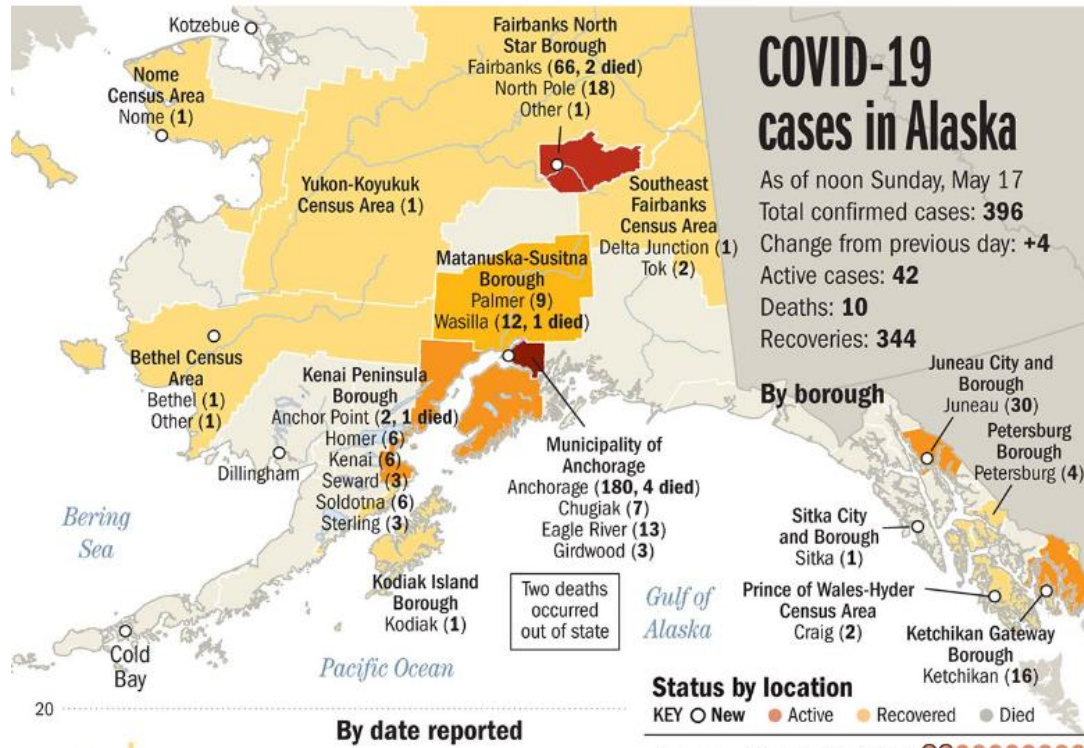 COVID-19
cases in Alaska
As of noon Sunday, May 17
Total confirmed cases: 396
Change from previous day: +4
Active cases: 42
Deaths: 10
Recoveries: 344
By borough
Kotzebue
Nome
Census Area
Nome (1)
Fairbanks North
Star Borough
Fairbanks (66, 2 died)
North Pole (18)
Other (1)
Yukon-Koyukuk
Census Area (1)
Southeast
Fairbanks
Census Area
Delta Junction (1)
Tok (2)
Matanuska-Susitna
Borough
Palmer (9)
Wasilla (12, 1 died)
Bethel Census
Area
Bethel (1)
Other (1)
Kenai Peninsula
Borough
Anchor Point (2, 1 died)
Homer (6)
Kenai (6)
Seward (3)
Soldotna (6)
Sterling (3)
Dillingham
Municipality of
Anchorage
Anchorage (180, 4 died)
Chugiak (7)
Eagle River (13)
Girdwood (3)
Juneau City and
Borough
Juneau (30)
Petersburg
Borough
Petersburg (4)
Sitka City
and Borough
Sitka (1)
Prince of Wales-Hyder
Census Area
Craig (2)
Ketchikan Gateway
Borough
Ketchikan (16)
Kodiak Island
Borough
Kodiak (1)
Two deaths
occurred
out of state
Bering
Sea
Gulf of
Alaska
Pacific Ocean
Cold
Bay
20
By date reported
Status by location
KEY New Active Recovered Died